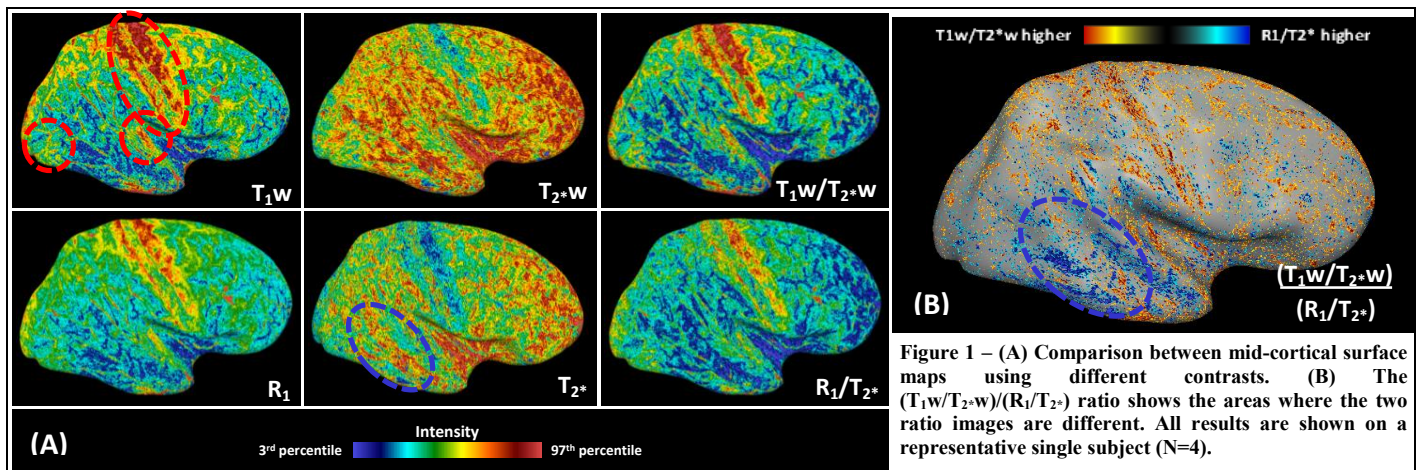 T₁w
T₂*w
T₁w/T₂*w
R₁
T₂*
R₁/T₂*
(A)
Intensity
3rd percentile
97th percentile
T1w/T2*w higher
R1/T2* higher
(B)
(T₁w/T₂*w)
(R₁/T₂*)
Figure 1 – (A) Comparison between mid-cortical surface
maps using different contrasts. (B) The
(T₁w/T₂*w)/(R₁/T₂*) ratio shows the areas where the two
ratio images are different. All results are shown on a
representative single subject (N=4).